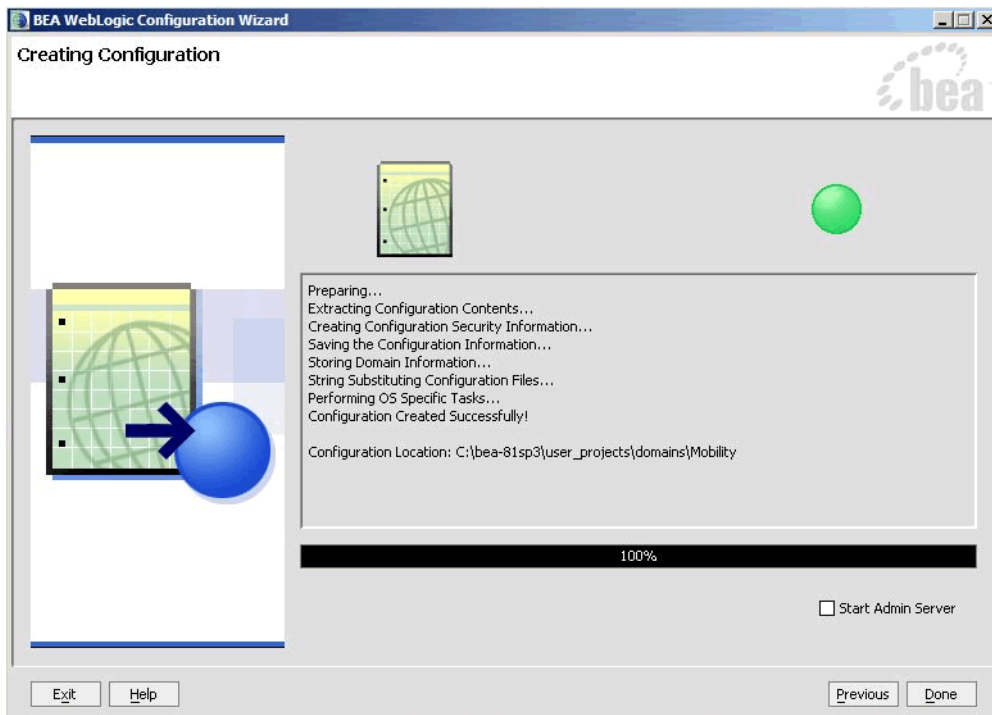 BEA WebLogic Configuration Wizard
Creating Configuration
bea
Preparing...
Extracting Configuration Contents...
Creating Configuration Security Information...
Saving the Configuration Information...
Storing Domain Information...
String Substituting Configuration Files...
Performing OS Specific Tasks...
Configuration Created Successfully!
Configuration Location: C:\bea-81sp3\user_projects\domains\Mobility
100%
Start Admin Server
Exit
Help
Previous
Done